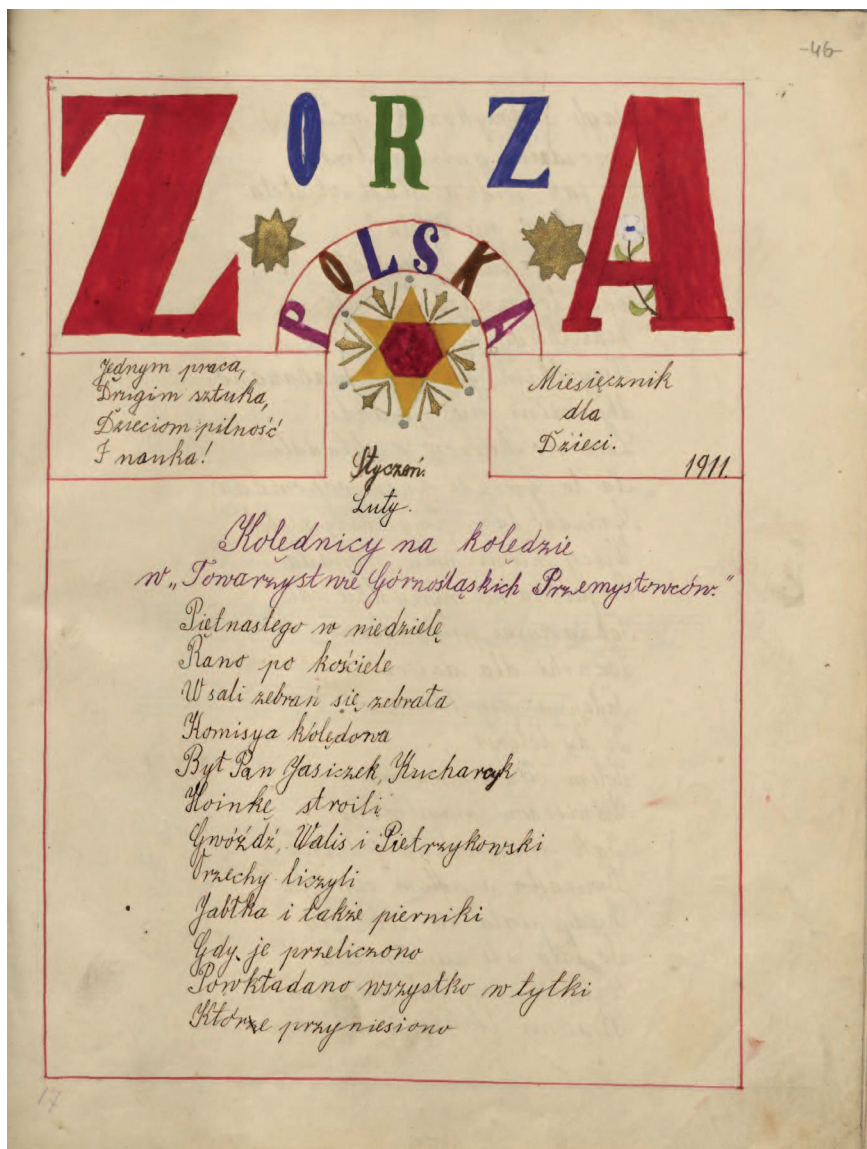 -46-
ZORZA
POLSKA
Jednym praca,
Drugim sztuka,
Dzieciom pilność
I nauka!
Miesięcznik
dla
Dzieci.
1911.
Styczeń.
Luty.
Kolędnicy na kolędzie
w „Towarzystwie Górnośląskich Przemysłowców."
Piętnastego w niedzielę
Rano po kościele
W sali zebrań się zebrała
Komisya kolędowa
Był Pan Jasiczek, Kucharczyk
Hoinkę stroili
Gwóźdź, Walis i Pietrzykowski
Orzechy liczyli
Jabłka i także pierniki
Gdy je przeliczono
Powkładano wszystko w tytki
Które przyniesiono
17